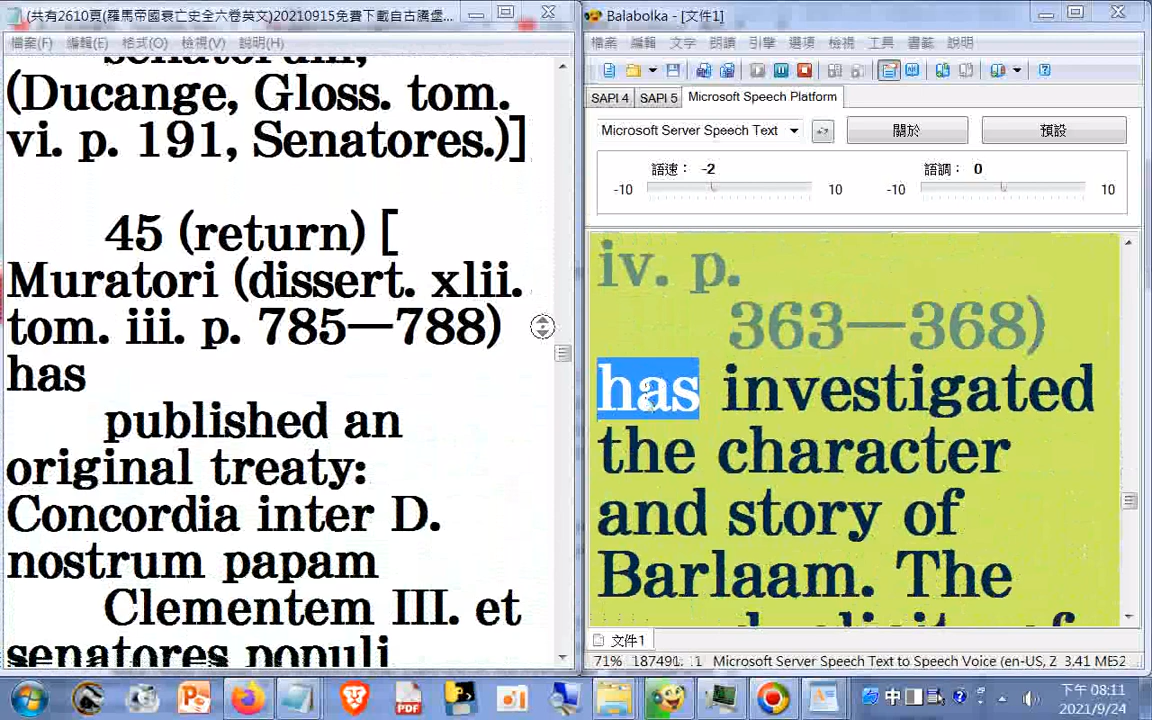 (共有2610頁(羅馬帝國衰亡史全六卷英文)20210915免費下載自古騰堡...
檔案(F) 編輯(E) 格式(O) 檢視(V) 說明(H)
senatorum,
(Ducange, Gloss. tom.
vi. p. 191, Senatores.)]
45 (return) [
Muratori (dissert. xlii.
tom. iii. p. 785—788)
has
published an
original treaty:
Concordia inter D.
nostrum papam
Clementem III. et
senatores populi
Balabolka - [文件1]
檔案 編輯 文字 朗讀 引擎 選項 檢視 工具 書籤 說明
SAPI 4 SAPI 5 Microsoft Speech Platform
Microsoft Server Speech Text 關於 預設
語速： -2 語調： 0
-10 10 -10 10
iv. p.
363—368)
has investigated
the character
and story of
Barlaam. The
文件1
71% 187491: 1 Microsoft Server Speech Text to Speech Voice (en-US, Z 3,41 ME52
中
下午 08:11
2021/9/24